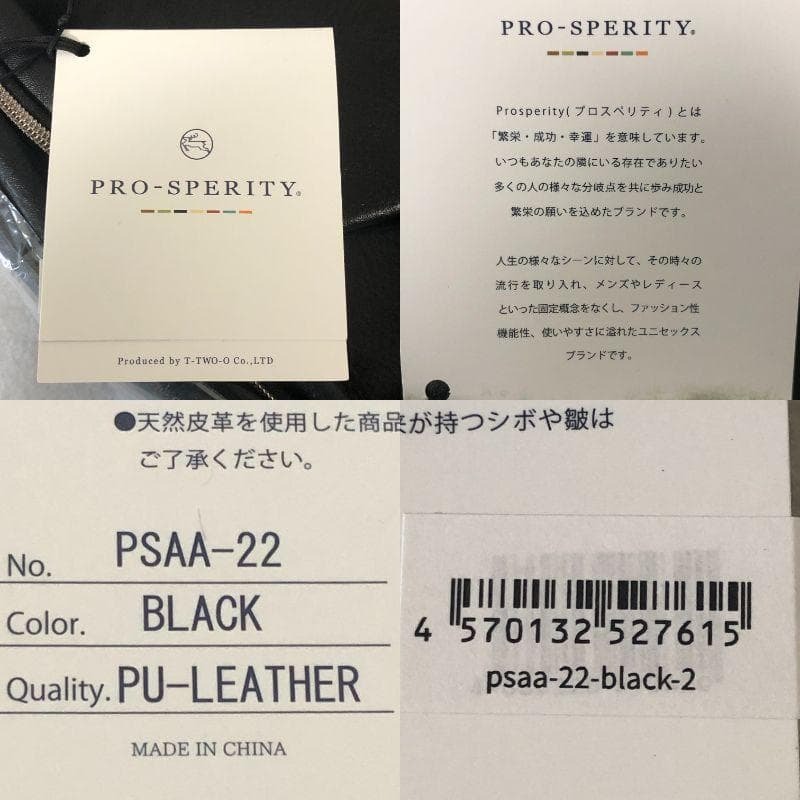 PRO-SPERITY®
Produced by T-TWO-O Co.,LTD
PRO-SPERITY®
Prosperity(プロスペリティ)とは
「繁栄・成功・幸運」を意味しています。
いつもあなたの隣にいる存在でありたい
多くの人の様々な分岐点を共に歩み成功と
繁栄の願いを込めたブランドです。
人生の様々なシーンに対して、その時々の
流行を取り入れ、メンズやレディース
といった固定概念をなくし、ファッション性
機能性、使いやすさに溢れたユニセックス
ブランドです。
●天然皮革を使用した商品が持つシボや皺は
ご了承ください。
No. PSAA-22
Color. BLACK
Quality. PU-LEATHER
MADE IN CHINA
4 570132 527615
psaa-22-black-2